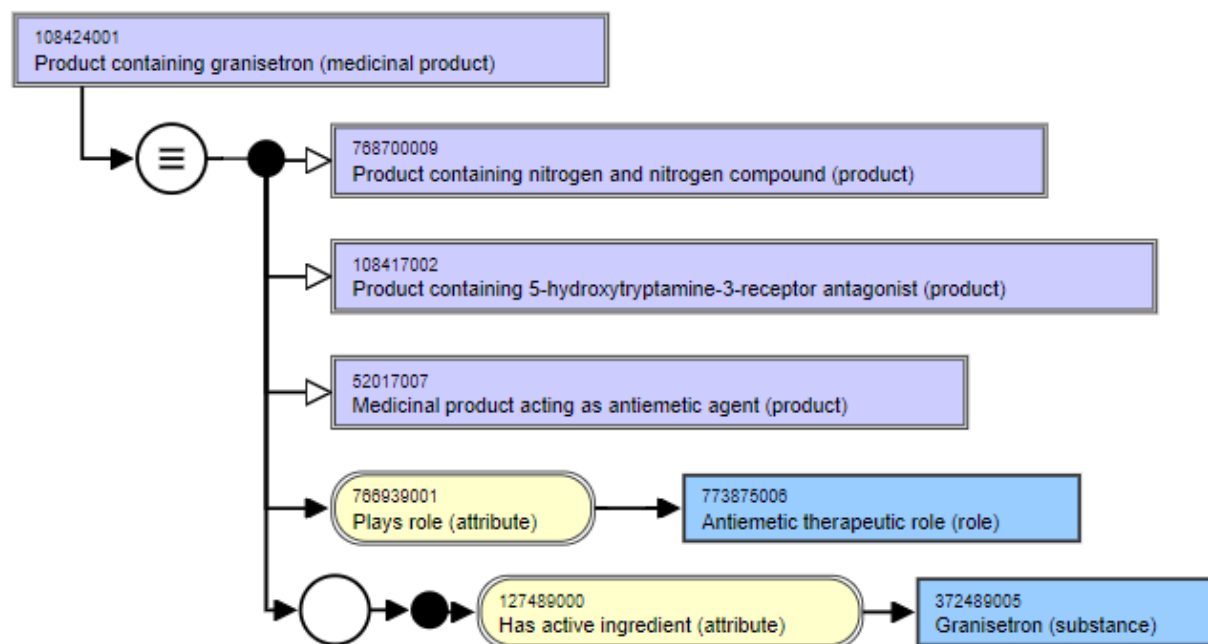 108424001
Product containing granisetron (medicinal product)
≡
768700009
Product containing nitrogen and nitrogen compound (product)
108417002
Product containing 5-hydroxytryptamine-3-receptor antagonist (product)
52017007
Medicinal product acting as antiemetic agent (product)
766939001
Plays role (attribute)
773875006
Antiemetic therapeutic role (role)
127489000
Has active ingredient (attribute)
372489005
Granisetron (substance)